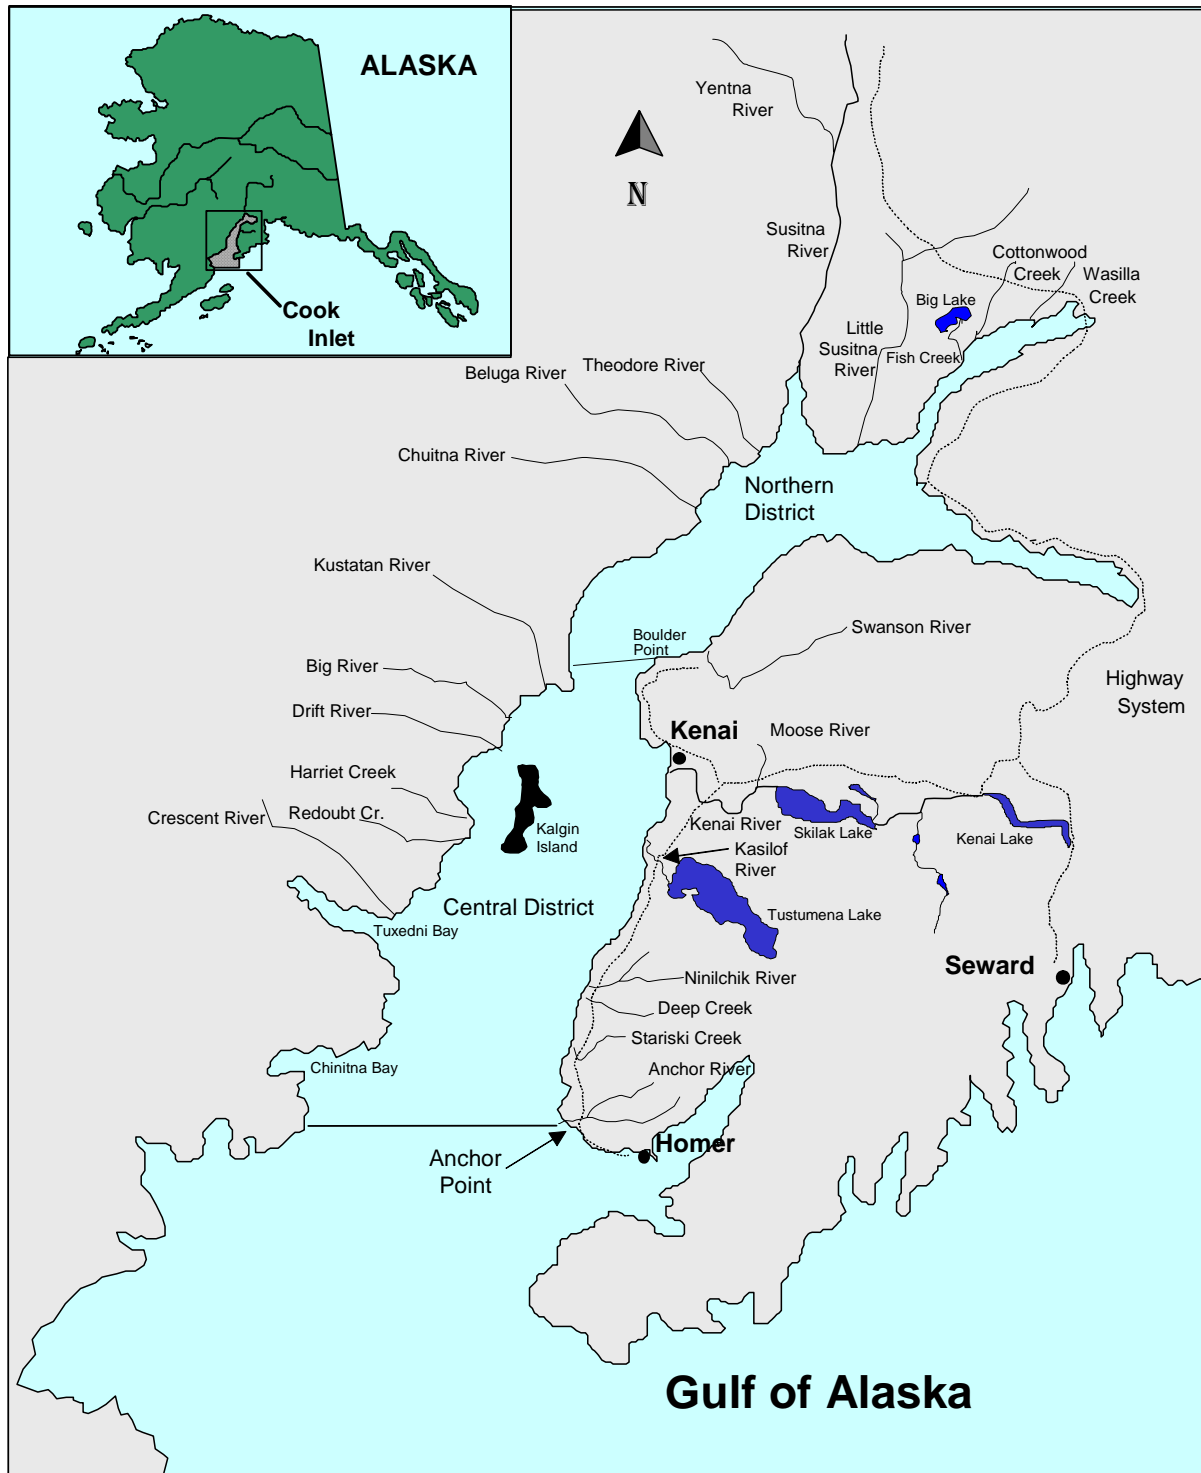 ALASKA
Cook
Inlet
N
Yentna
River
Susitna
River
Cottonwood
Creek
Wasilla
Creek
Big Lake
Little
Susitna
River
Fish Creek
Theodore River
Beluga River
Chuitna River
Northern
District
Kustatan River
Boulder
Point
Swanson River
Big River
Highway
System
Drift River
Kenai
Moose River
Harriet Creek
Redoubt Cr.
Crescent River
Kalgin
Island
Kenai River
Skilak Lake
Kenai Lake
Kasilof
River
Central District
Tustumena Lake
Tuxedni Bay
Seward
Ninilchik River
Deep Creek
Stariski Creek
Chinitna Bay
Anchor River
Homer
Anchor
Point
Gulf of Alaska